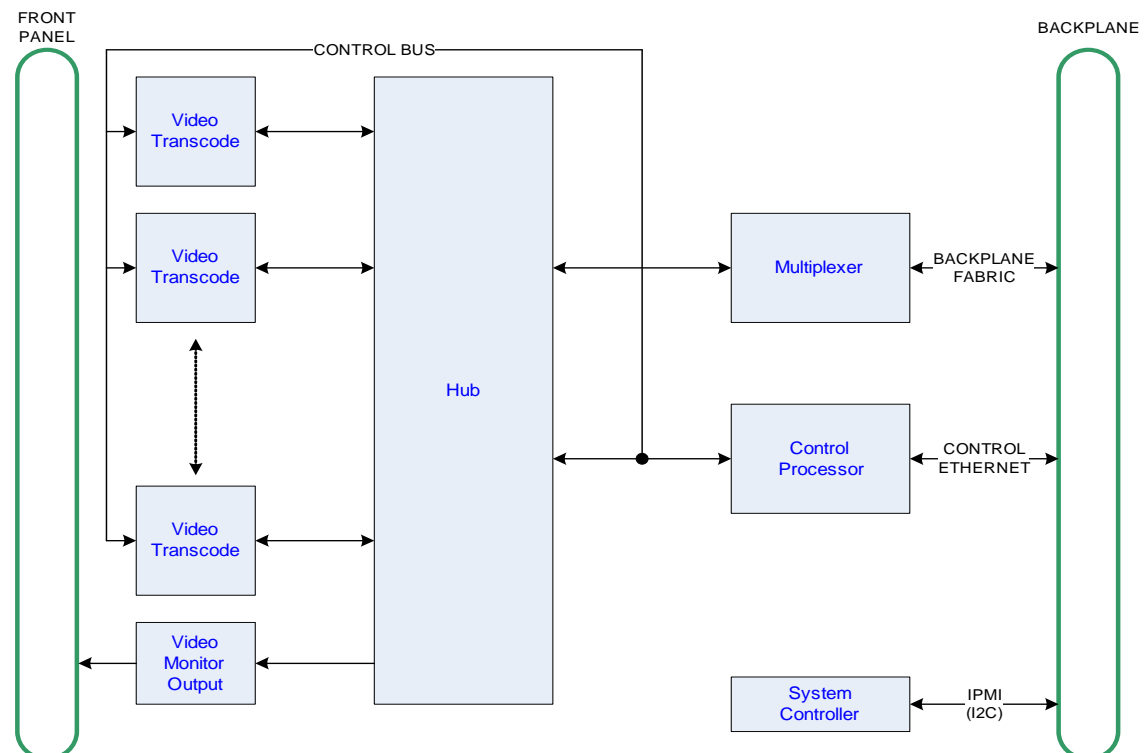 FRONT
PANEL
BACKPLANE
CONTROL BUS
Video
Transcode
Video
Transcode
Multiplexer
BACKPLANE
FABRIC
Hub
Control
Processor
CONTROL
ETHERNET
Video
Transcode
Video
Monitor
Output
System
Controller
IPMI
(I2C)